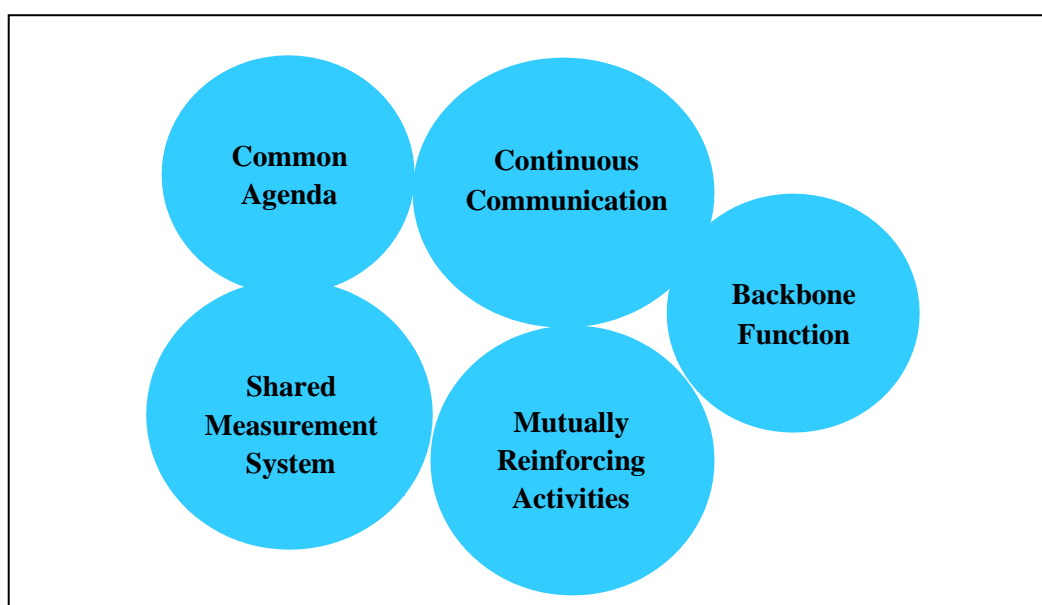 Common
Agenda
Continuous
Communication
Backbone
Function
Shared
Measurement
System
Mutually
Reinforcing
Activities